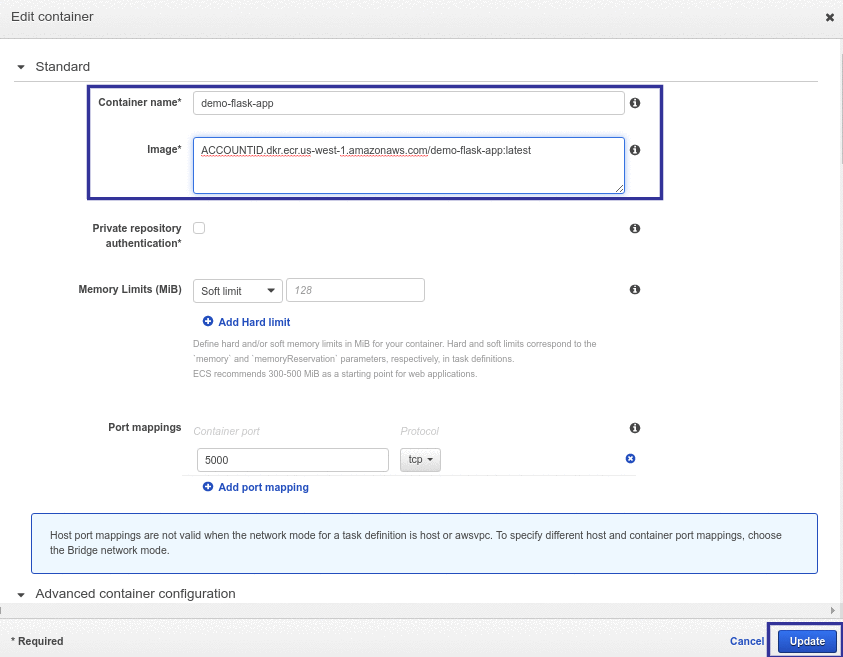 Edit container
Standard
Container name*
demo-flask-app
Image*
ACCOUNTID.dkr.ecr.us-west-1.amazonaws.com/demo-flask-app:latest
Private repository
authentication*
Memory Limits (MiB)
Soft limit
128
Add Hard limit
Define hard and/or soft memory limits in MiB for your container. Hard and soft limits correspond to the
`memory` and `memoryReservation` parameters, respectively, in task definitions.
ECS recommends 300-500 MiB as a starting point for web applications.
Port mappings
Container port
Protocol
5000
tcp
Add port mapping
Host port mappings are not valid when the network mode for a task definition is host or awsvpc. To specify different host and container port mappings, choose
the Bridge network mode.
Advanced container configuration
* Required
Cancel
Update